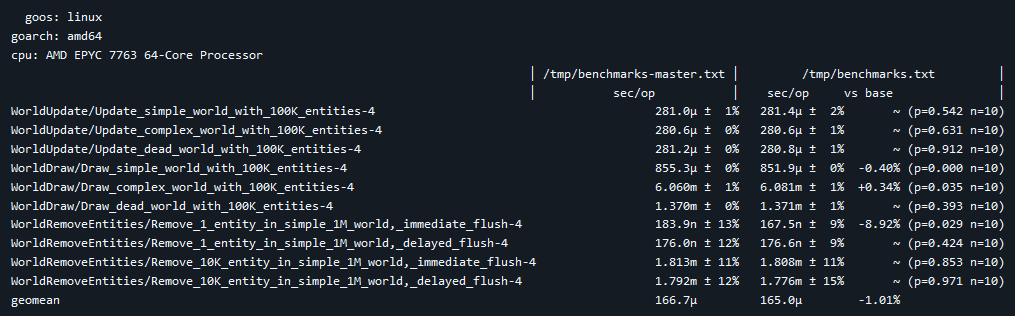 goos: linux
goarch: amd64
cpu: AMD EPYC 7763 64-Core Processor
│ /tmp/benchmarks-master.txt │ /tmp/benchmarks.txt │
│ sec/op │ sec/op vs base │
WorldUpdate/Update_simple_world_with_100K_entities-4 281.0µ ± 1% 281.4µ ± 2% ~ (p=0.542 n=10)
WorldUpdate/Update_complex_world_with_100K_entities-4 280.6µ ± 0% 280.6µ ± 1% ~ (p=0.631 n=10)
WorldUpdate/Update_dead_world_with_100K_entities-4 281.2µ ± 0% 280.8µ ± 1% ~ (p=0.912 n=10)
WorldDraw/Draw_simple_world_with_100K_entities-4 855.3µ ± 0% 851.9µ ± 0% -0.40% (p=0.000 n=10)
WorldDraw/Draw_complex_world_with_100K_entities-4 6.060m ± 1% 6.081m ± 1% +0.34% (p=0.035 n=10)
WorldDraw/Draw_dead_world_with_100K_entities-4 1.370m ± 0% 1.371m ± 1% ~ (p=0.393 n=10)
WorldRemoveEntities/Remove_1_entity_in_simple_1M_world,_immediate_flush-4 183.9n ± 13% 167.5n ± 9% -8.92% (p=0.029 n=10)
WorldRemoveEntities/Remove_1_entity_in_simple_1M_world,_delayed_flush-4 176.0n ± 12% 176.6n ± 9% ~ (p=0.424 n=10)
WorldRemoveEntities/Remove_10K_entity_in_simple_1M_world,_immediate_flush-4 1.813m ± 11% 1.808m ± 11% ~ (p=0.853 n=10)
WorldRemoveEntities/Remove_10K_entity_in_simple_1M_world,_delayed_flush-4 1.792m ± 12% 1.776m ± 15% ~ (p=0.971 n=10)
geomean 166.7µ 165.0µ -1.01%